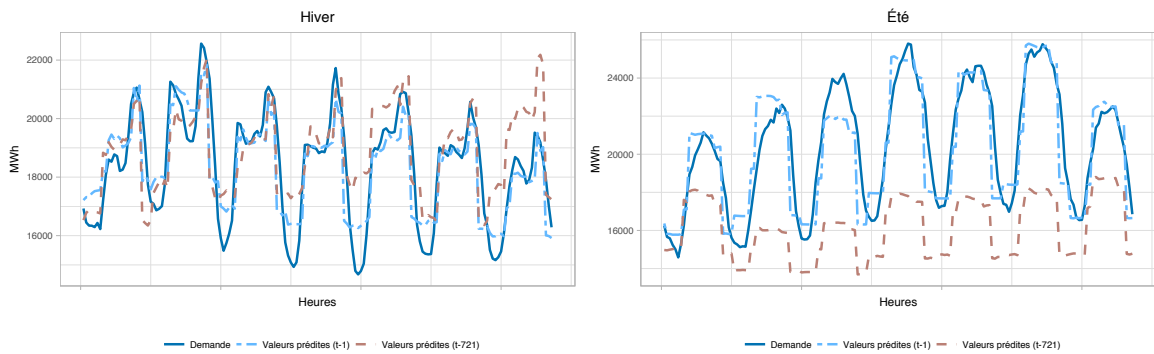 Hiver
22000
20000
18000
16000
MWh
Heures
Demande Valeurs prédites (t-1) Valeurs prédites (t-721)
Été
24000
20000
16000
MWh
Heures
Demande Valeurs prédites (t-1) Valeurs prédites (t-721)